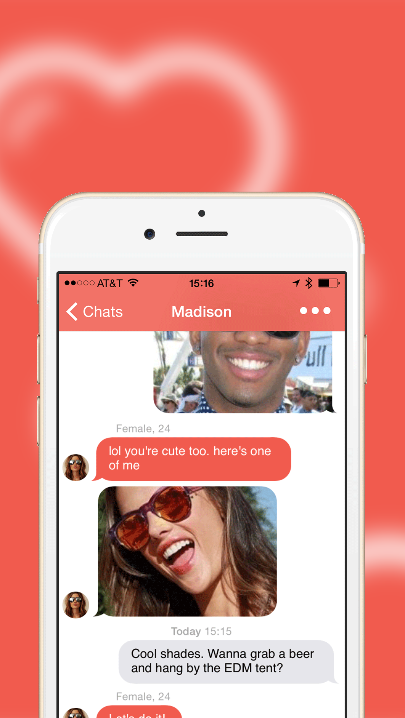 AT&T
15:16
Chats
Madison
ull
Female, 24
lol you're cute too. here's one
of me
Today 15:15
Cool shades. Wanna grab a beer
and hang by the EDM tent?
Female, 24
Let's do it!